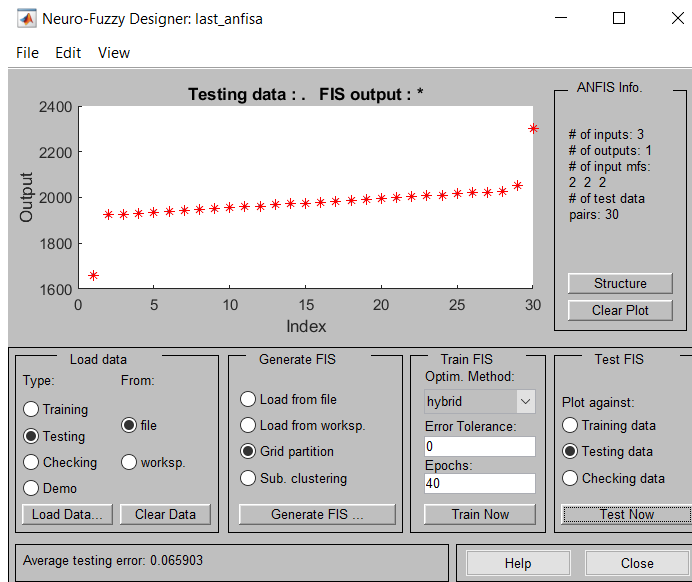 Neuro-Fuzzy Designer: last_anfisa
File Edit View
Testing data : . FIS output : *
2400
2200
2000
1800
1600
Output
0 5 10 15 20 25 30
Index
ANFIS Info.
# of inputs: 3
# of outputs: 1
# of input mfs:
2 2 2
# of test data
pairs: 30
Structure
Clear Plot
Load data
Type: From:
Training
Testing
Checking
Demo
file
worksp.
Load Data... Clear Data
Generate FIS
Load from file
Load from worksp.
Grid partition
Sub. clustering
Generate FIS ...
Train FIS
Optim. Method:
hybrid
Error Tolerance:
0
Epochs:
40
Train Now
Test FIS
Plot against:
Training data
Testing data
Checking data
Test Now
Average testing error: 0.065903
Help Close